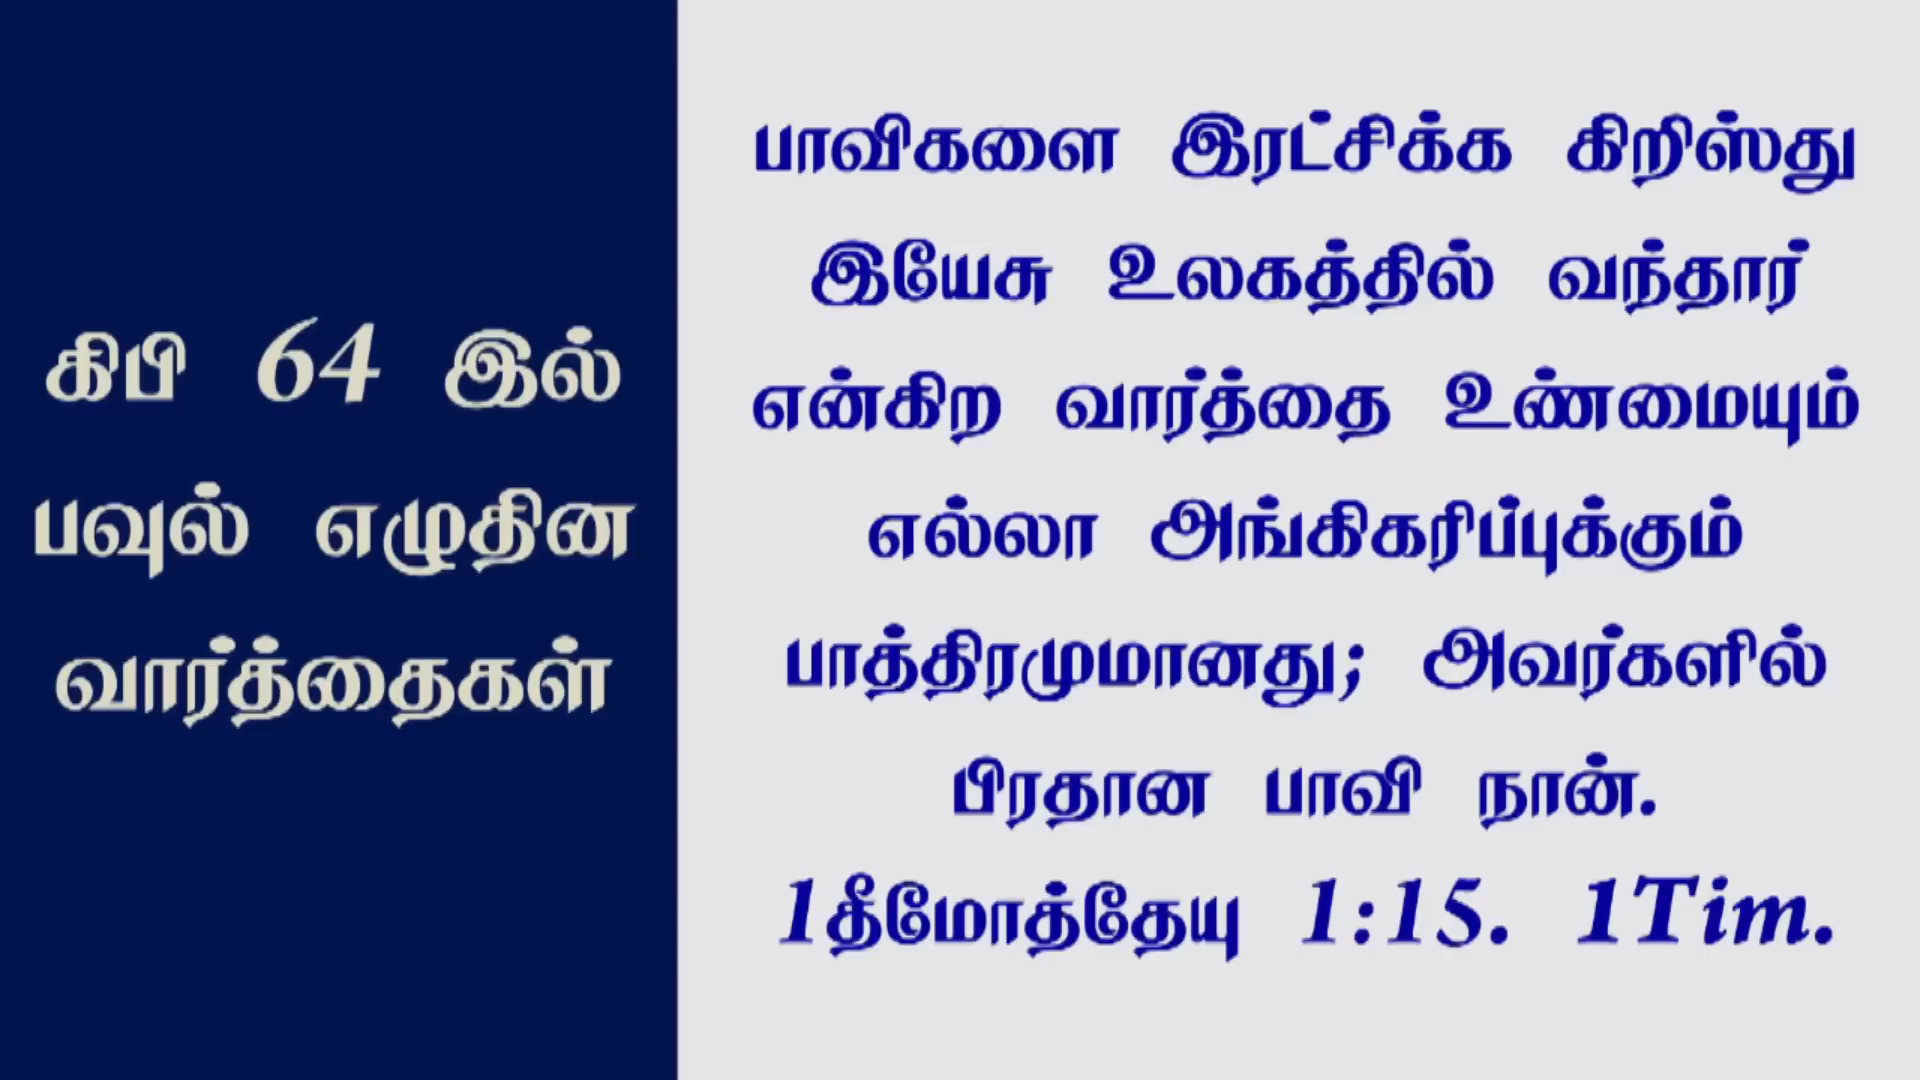 கிபி 64 இல்
பவுல் எழுதின
வார்த்தைகள்
பாவிகளை இரட்சிக்க கிறிஸ்து
இயேசு உலகத்தில் வந்தார்
என்கிற வார்த்தை உண்மையும்
எல்லா அங்கிகரிப்புக்கும்
பாத்திரமுமானது; அவர்களில்
பிரதான பாவி நான்.
1தீமோத்தேயு 1:15. 1Tim.